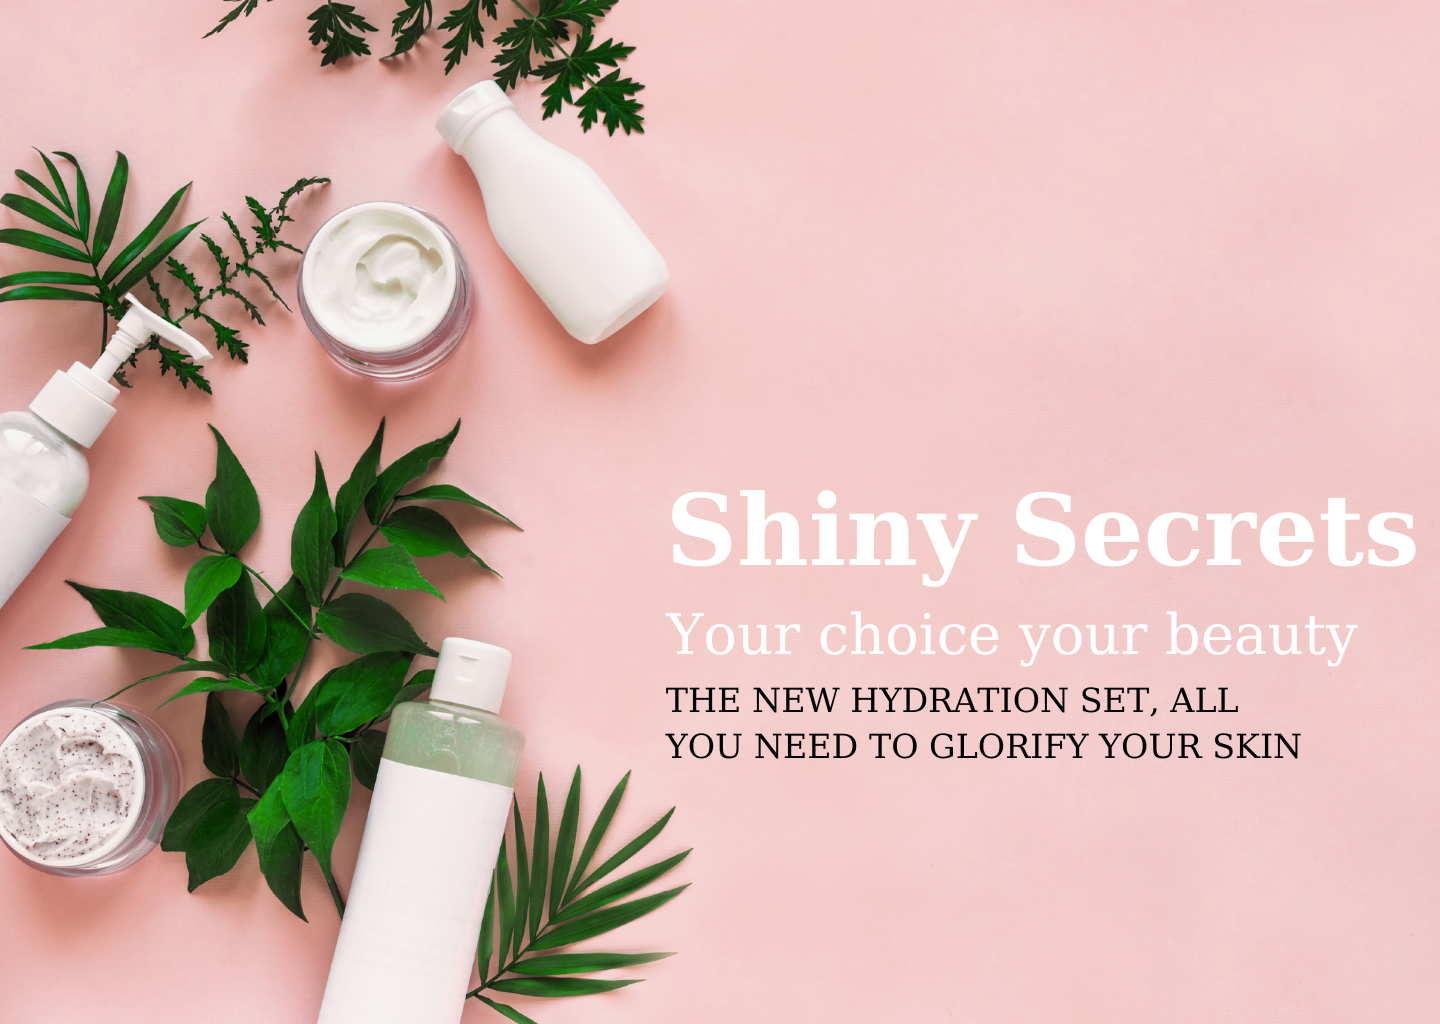 Shiny Secrets
Your choice your beauty
THE NEW HYDRATION SET, ALL
YOU NEED TO GLORIFY YOUR SKIN